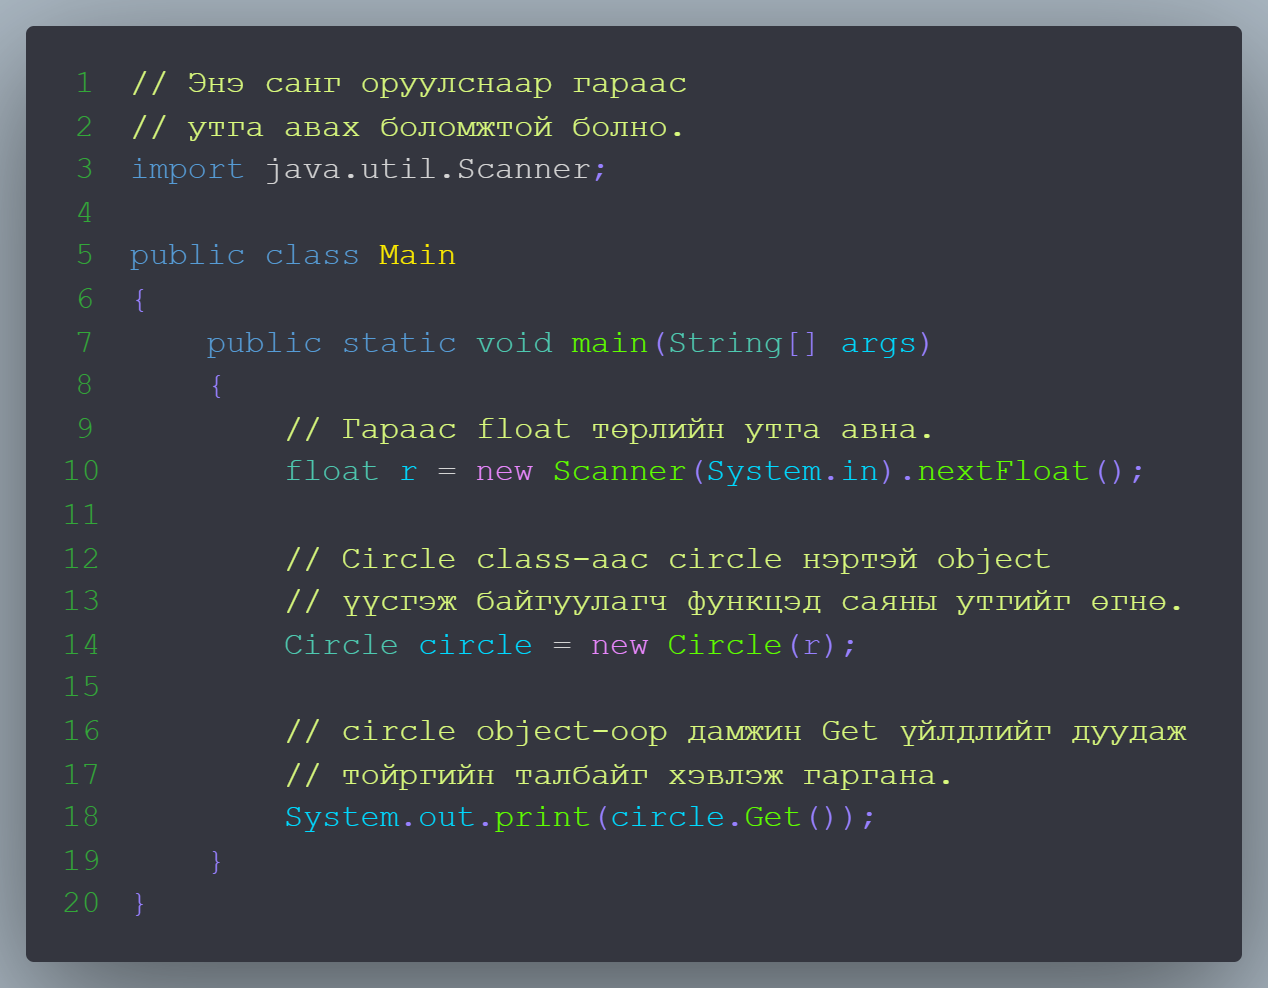 1 // Энэ санг оруулснаар гараас
2 // утга авах боломжтой болно.
3 import java.util.Scanner;
4
5 public class Main
6 {
7     public static void main(String[] args)
8     {
9         // Гараас float төрлийн утга авна.
10         float r = new Scanner(System.in).nextFloat();
11
12         // Circle class-аас circle нэртэй object
13         // үүсгэж байгуулагч функцэд саяны утгийг өгнө.
14         Circle circle = new Circle(r);
15
16         // circle object-оор дамжин Get үйлдлийг дуудаж
17         // тойргийн талбайг хэвлэж гаргана.
18         System.out.print(circle.Get());
19     }
20 }